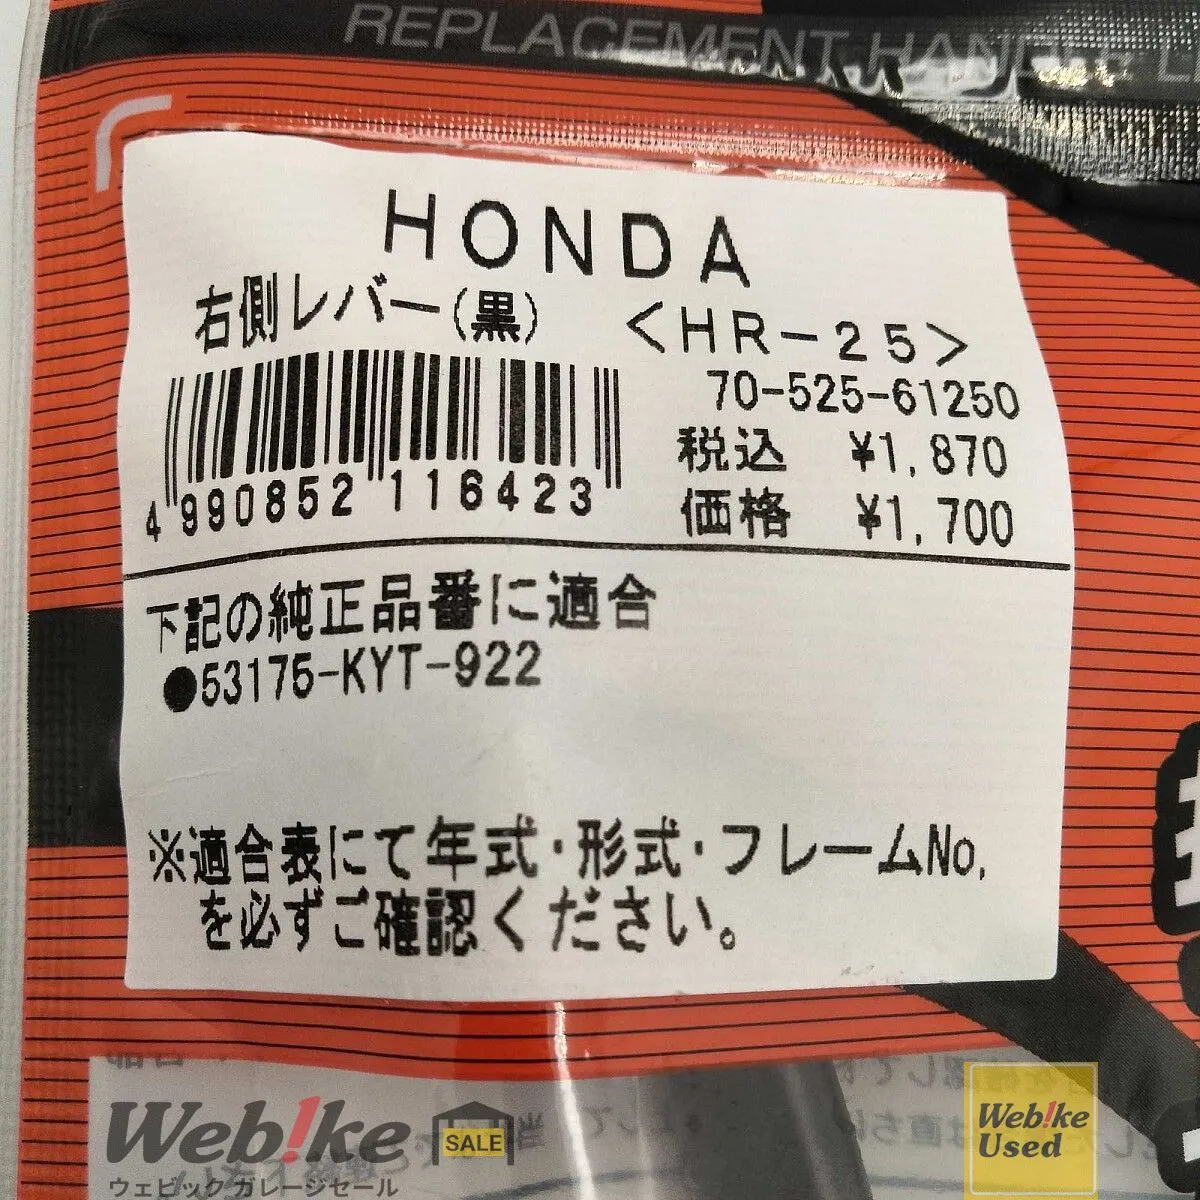 REPLACEMENT HANDLE L
HONDA
右側レバー(黒) <HR-25>
70-525-61250
税込 ¥1,870
価格 ¥1,700
4 990852 116423
下記の純正品番に適合
●53175-KYT-922
※適合表にて年式・形式・フレームNo.
を必ずご確認ください。
Web!ke
SALE
ウェビック ガレージセール
Web!ke
Used